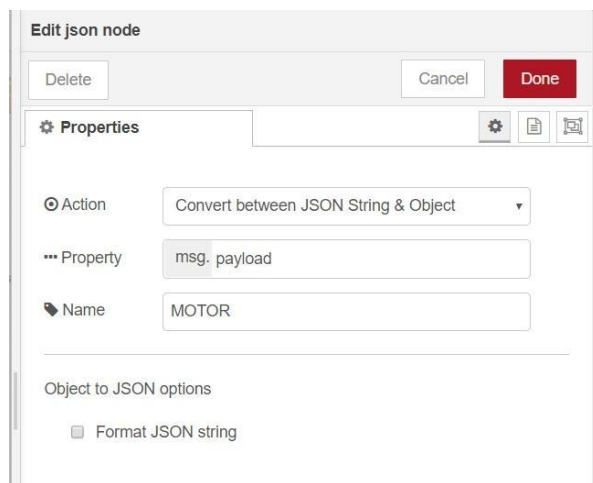 Edit json node
Delete Cancel Done
Properties
Action Convert between JSON String & Object
Property msg. payload
Name MOTOR
Object to JSON options
Format JSON string